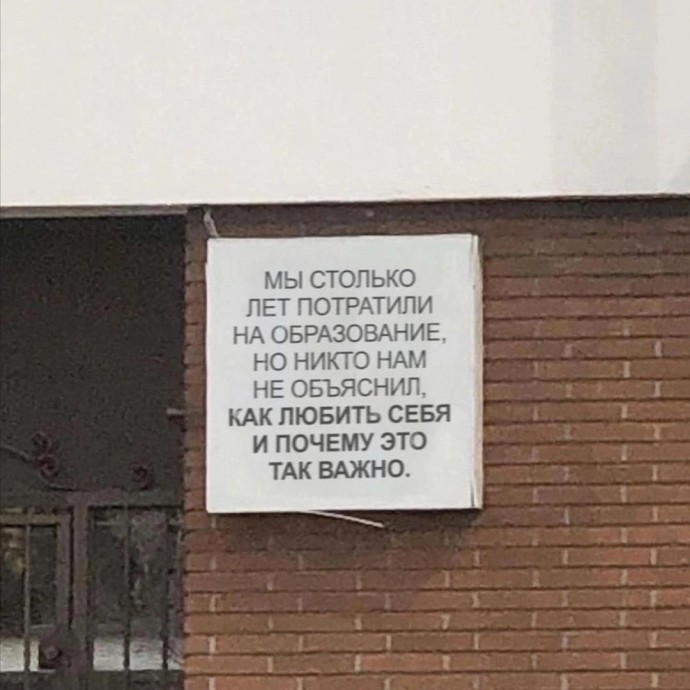 МЫ СТОЛЬКО
ЛЕТ ПОТРАТИЛИ
НА ОБРАЗОВАНИЕ,
НО НИКТО НАМ
НЕ ОБЪЯСНИЛ,
КАК ЛЮБИТЬ СЕБЯ
И ПОЧЕМУ ЭТО
ТАК ВАЖНО.